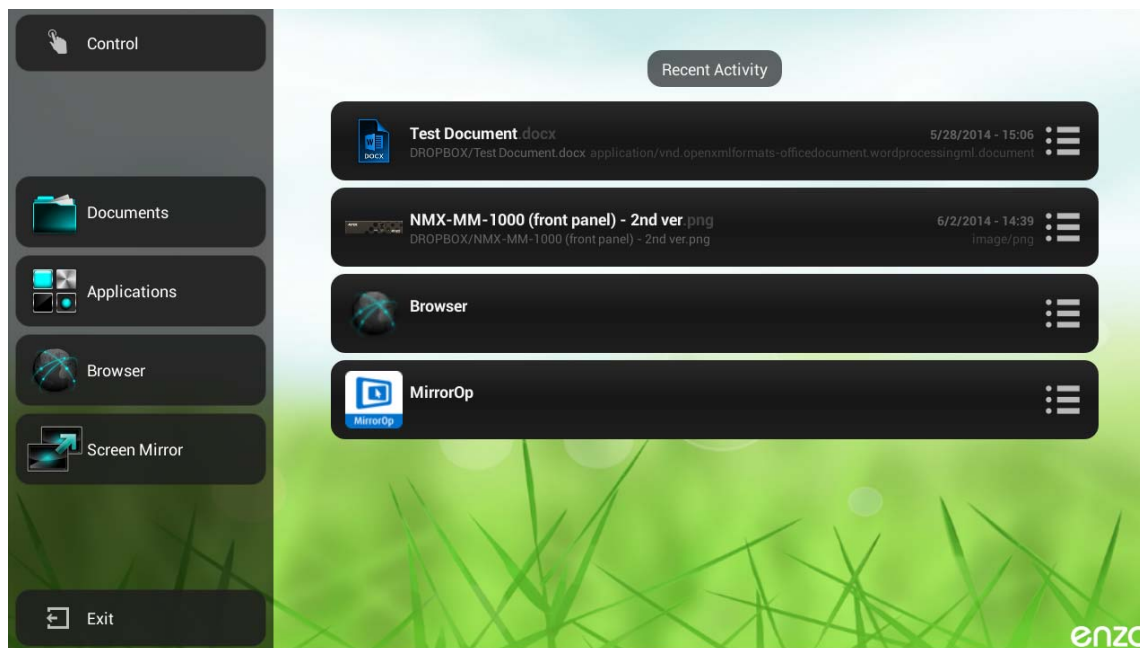 Control
Documents
Applications
Browser
Screen Mirror
Exit
Recent Activity
Test Document.docx
5/28/2014 - 15:06
DROPBOX/Test Document.docx application/vnd.openxmlformats-officedocument.wordprocessingml.document
DOCX
NMX-MM-1000 (front panel) - 2nd ver.png
6/2/2014 - 14:39
DROPBOX/NMX-MM-1000 (front panel) - 2nd ver.png
image/png
Browser
MirrorOp
MirrorOp
enzo